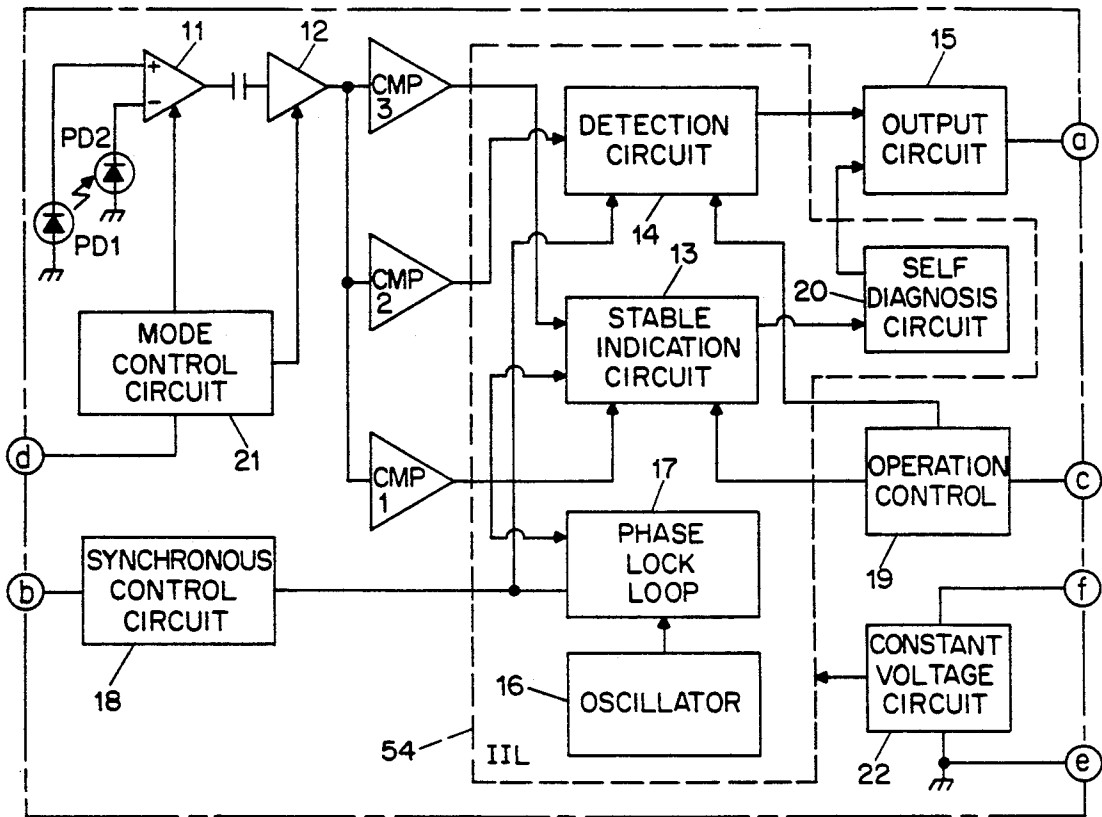 11
12
15
+
-
CMP
3
DETECTION
CIRCUIT
OUTPUT
CIRCUIT
a
PD2
PD1
14
13
CMP
2
STABLE
INDICATION
CIRCUIT
20
SELF
DIAGNOSIS
CIRCUIT
MODE
CONTROL
CIRCUIT
21
d
CMP
1
17
OPERATION
CONTROL
c
19
PHASE
LOCK
LOOP
b
SYNCHRONOUS
CONTROL
CIRCUIT
18
f
16
OSCILLATOR
CONSTANT
VOLTAGE
CIRCUIT
22
54
IIL
e